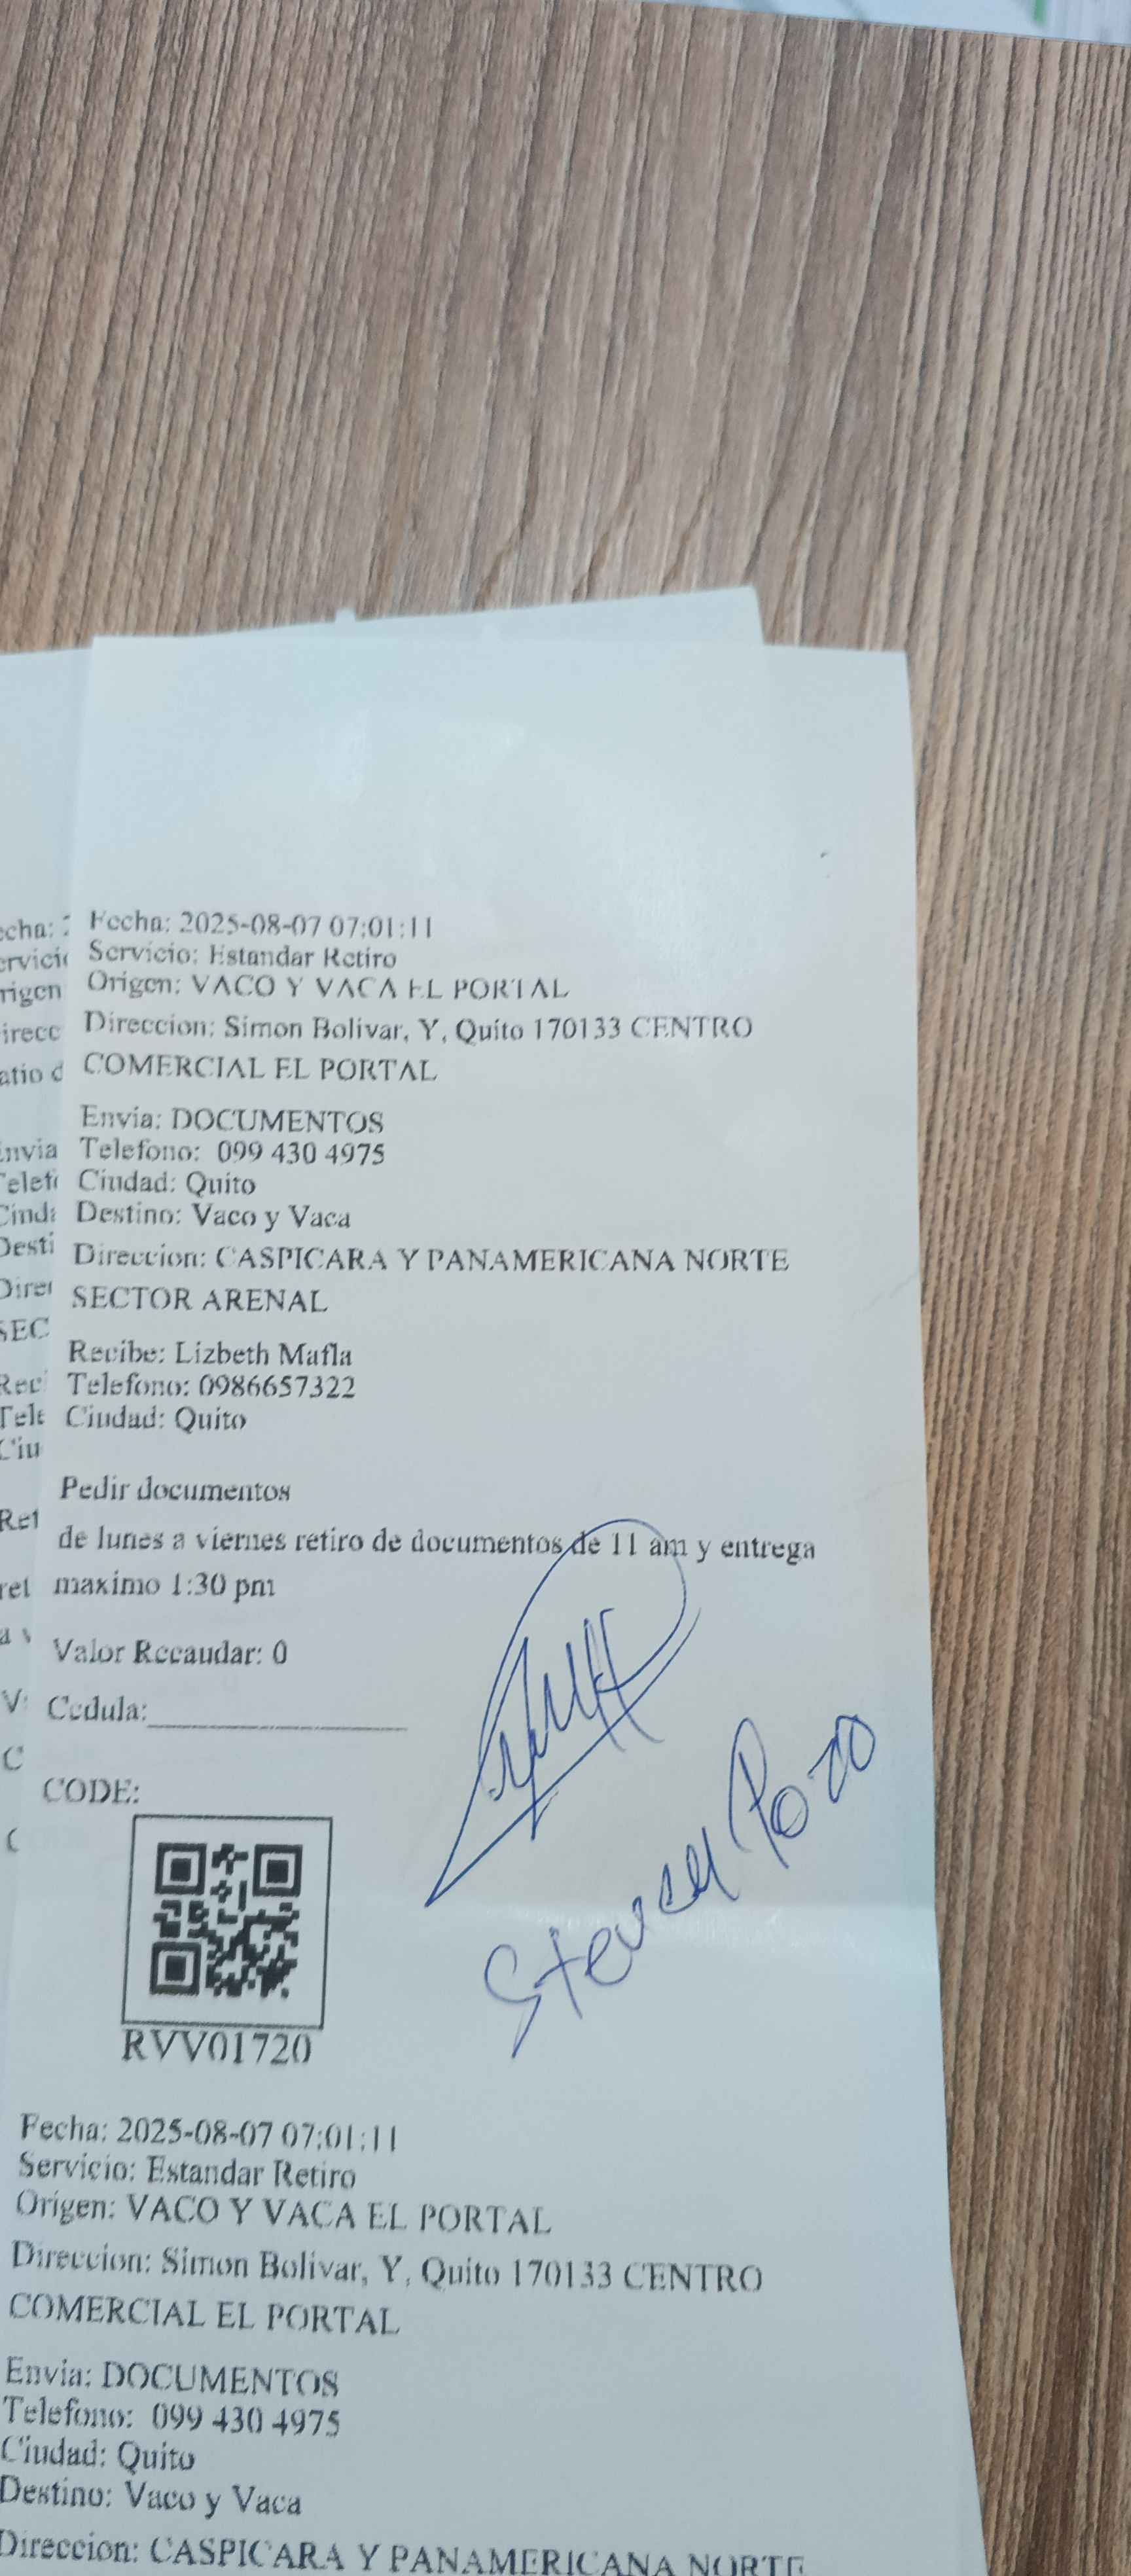 Fecha: 2025-08-07 07:01:11
Servicio: Estandar Retiro
Origen: VACO Y VACA EL PORTAL
Direccion: Simon Bolivar, Y, Quito 170133 CENTRO
COMERCIAL EL PORTAL
Envia: DOCUMENTOS
Telefono: 099 430 4975
Ciudad: Quito
Destino: Vaco y Vaca
Direccion: CASPICARA Y PANAMERICANA NORTE
SECTOR ARENAL
Recibe: Lizbeth Mafla
Telefono: 0986657322
Ciudad: Quito
Pedir documentos
de lunes a viernes retiro de documentos de 11 am y entrega
maximo 1:30 pm
Valor Recaudar: 0
Cedula:
Steven Pozo
CODE:
RVV01720
Fecha: 2025-08-07 07:01:11
Servicio: Estandar Retiro
Origen: VACO Y VACA EL PORTAL
Direccion: Simon Bolivar, Y, Quito 170133 CENTRO
COMERCIAL EL PORTAL
Envia: DOCUMENTOS
Telefono: 099 430 4975
Ciudad: Quito
Destino: Vaco y Vaca
Direccion: CASPICARA Y PANAMERICANA NORTE